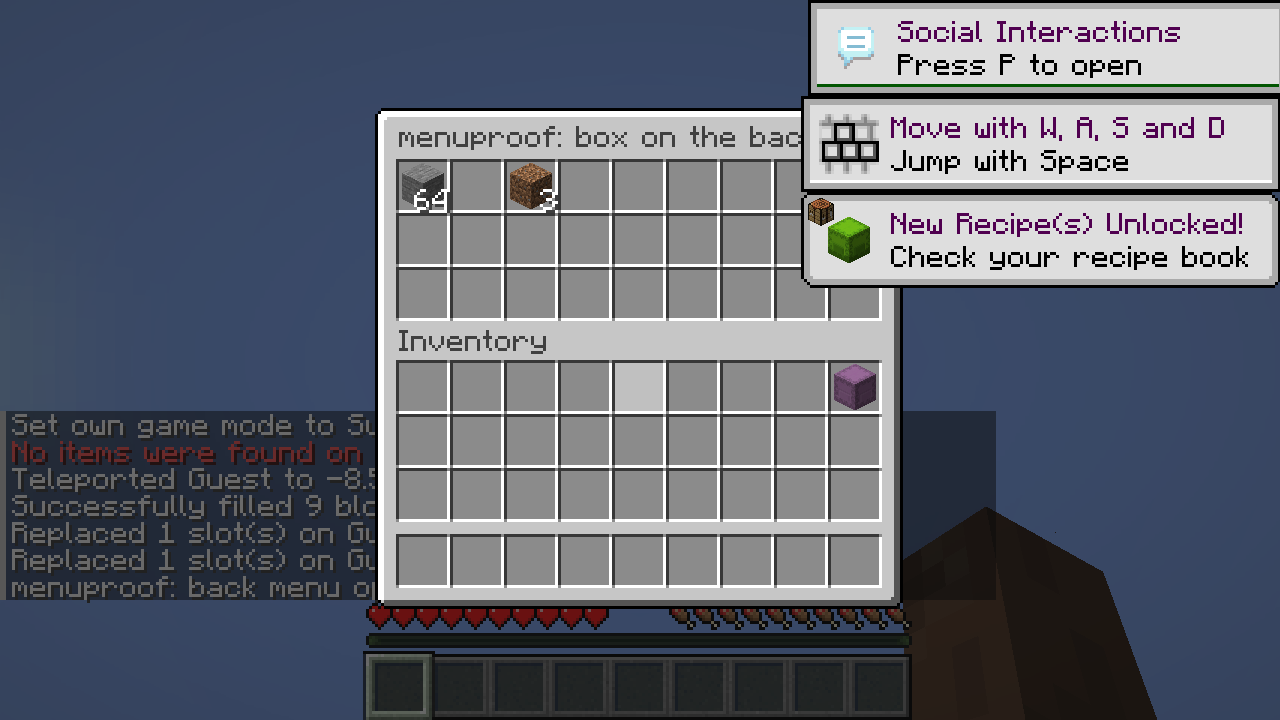 Social Interactions
Press P to open
menuproof: box on the bac
Move with W, A, S and D
Jump with Space
64
3
New Recipe(s) Unlocked!
Check your recipe book
Inventory
Set own game mode to Su
No items were found on
Teleported Guest to -8.5
Successfully filled 9 blo
Replaced 1 slot(s) on Gu
Replaced 1 slot(s) on Gu
menuproof: back menu o